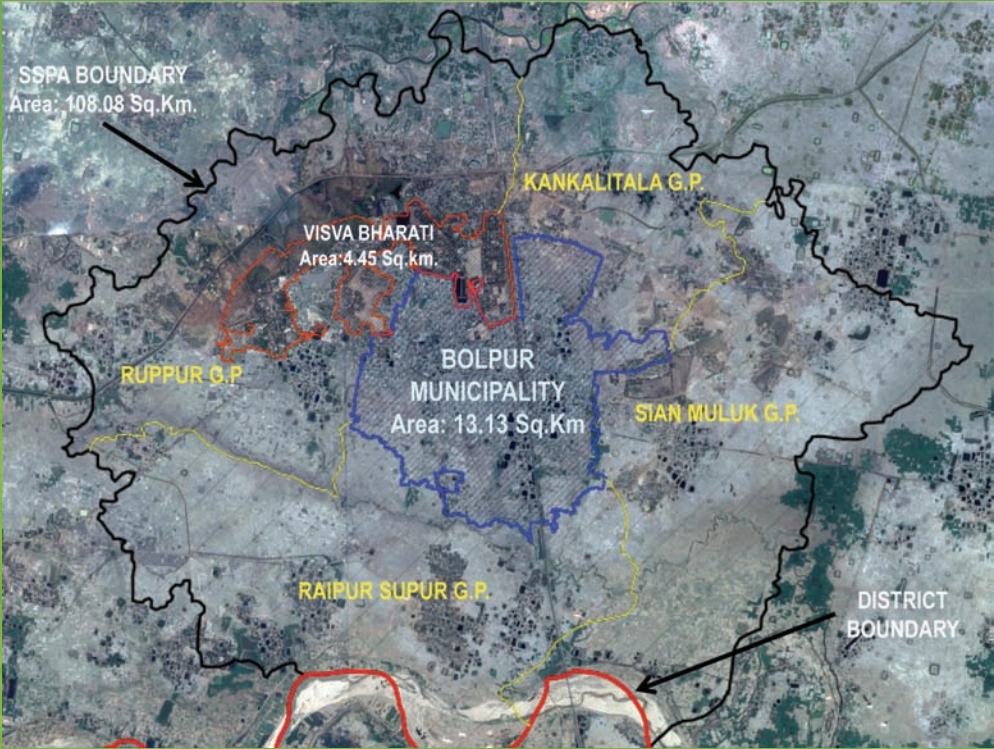 SSPA BOUNDARY
Area: 108.08 Sq.Km.
KANKALITALA G.P.
VISVA BHARATI
Area:4.45 Sq.km.
BOLPUR
MUNICIPALITY
Area: 13.13 Sq.Km
RUPPUR G.P
SIAN MULUK G.P.
RAIPUR SUPUR G.P.
DISTRICT
BOUNDARY